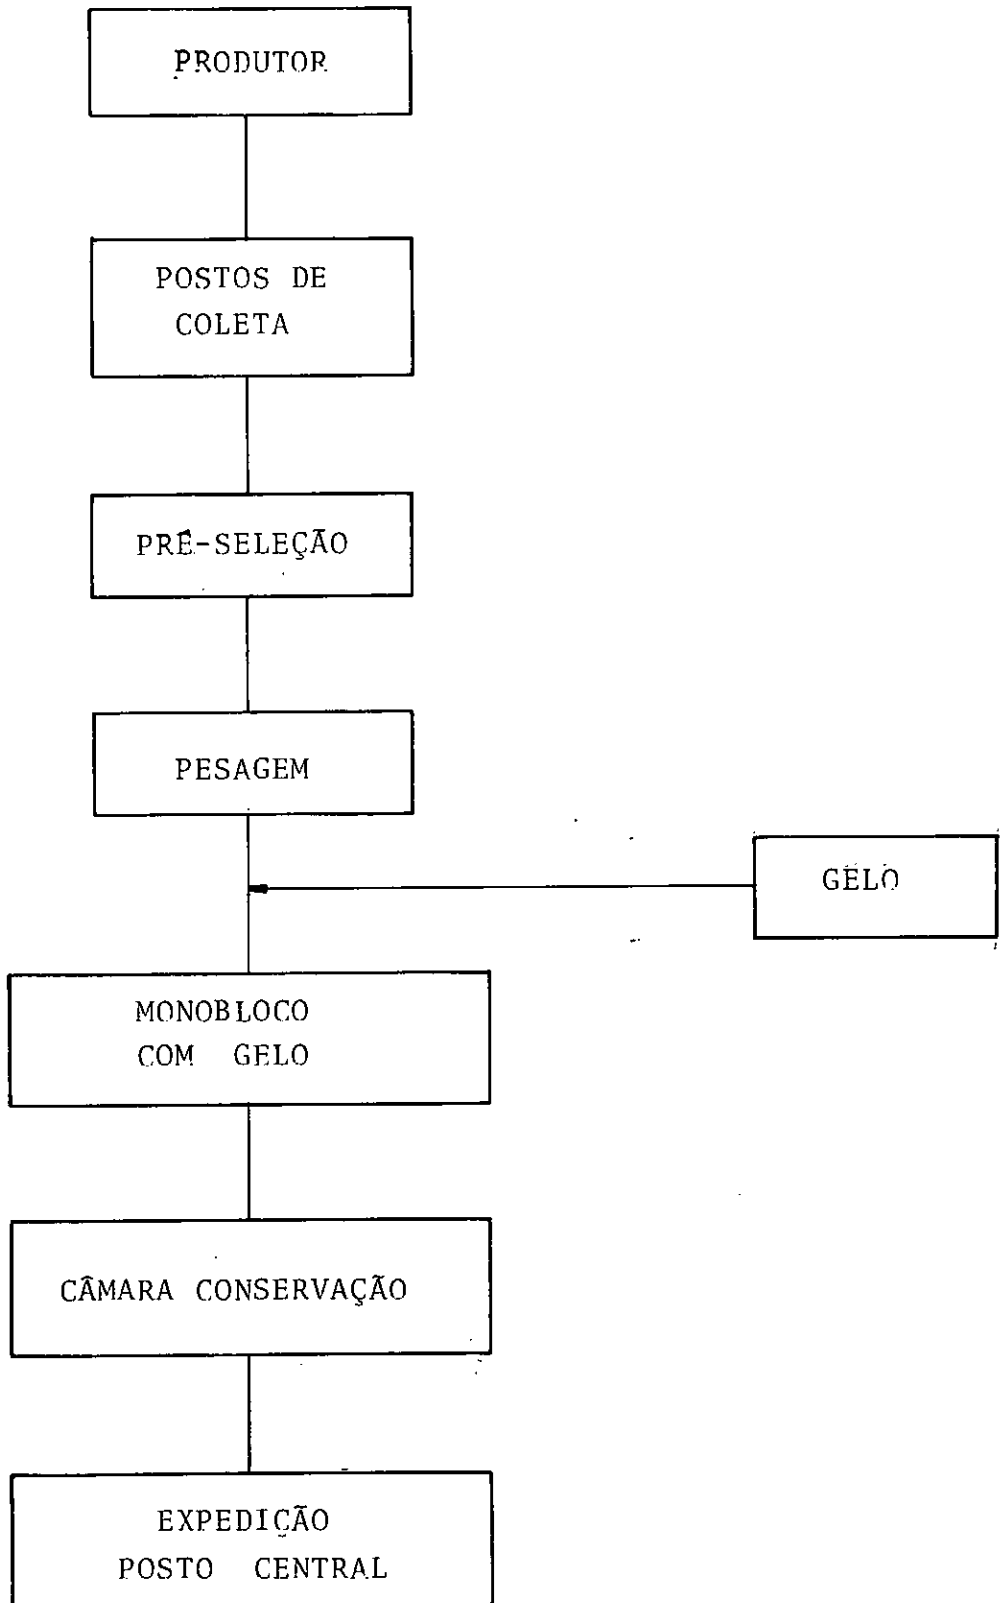 PRODUTOR
POSTOS DE
COLETA
PRÉ-SELEÇÃO
PESAGEM
GELO
MONOBLOCO
COM GELO
CÂMARA CONSERVAÇÃO
EXPEDIÇÃO
POSTO CENTRAL